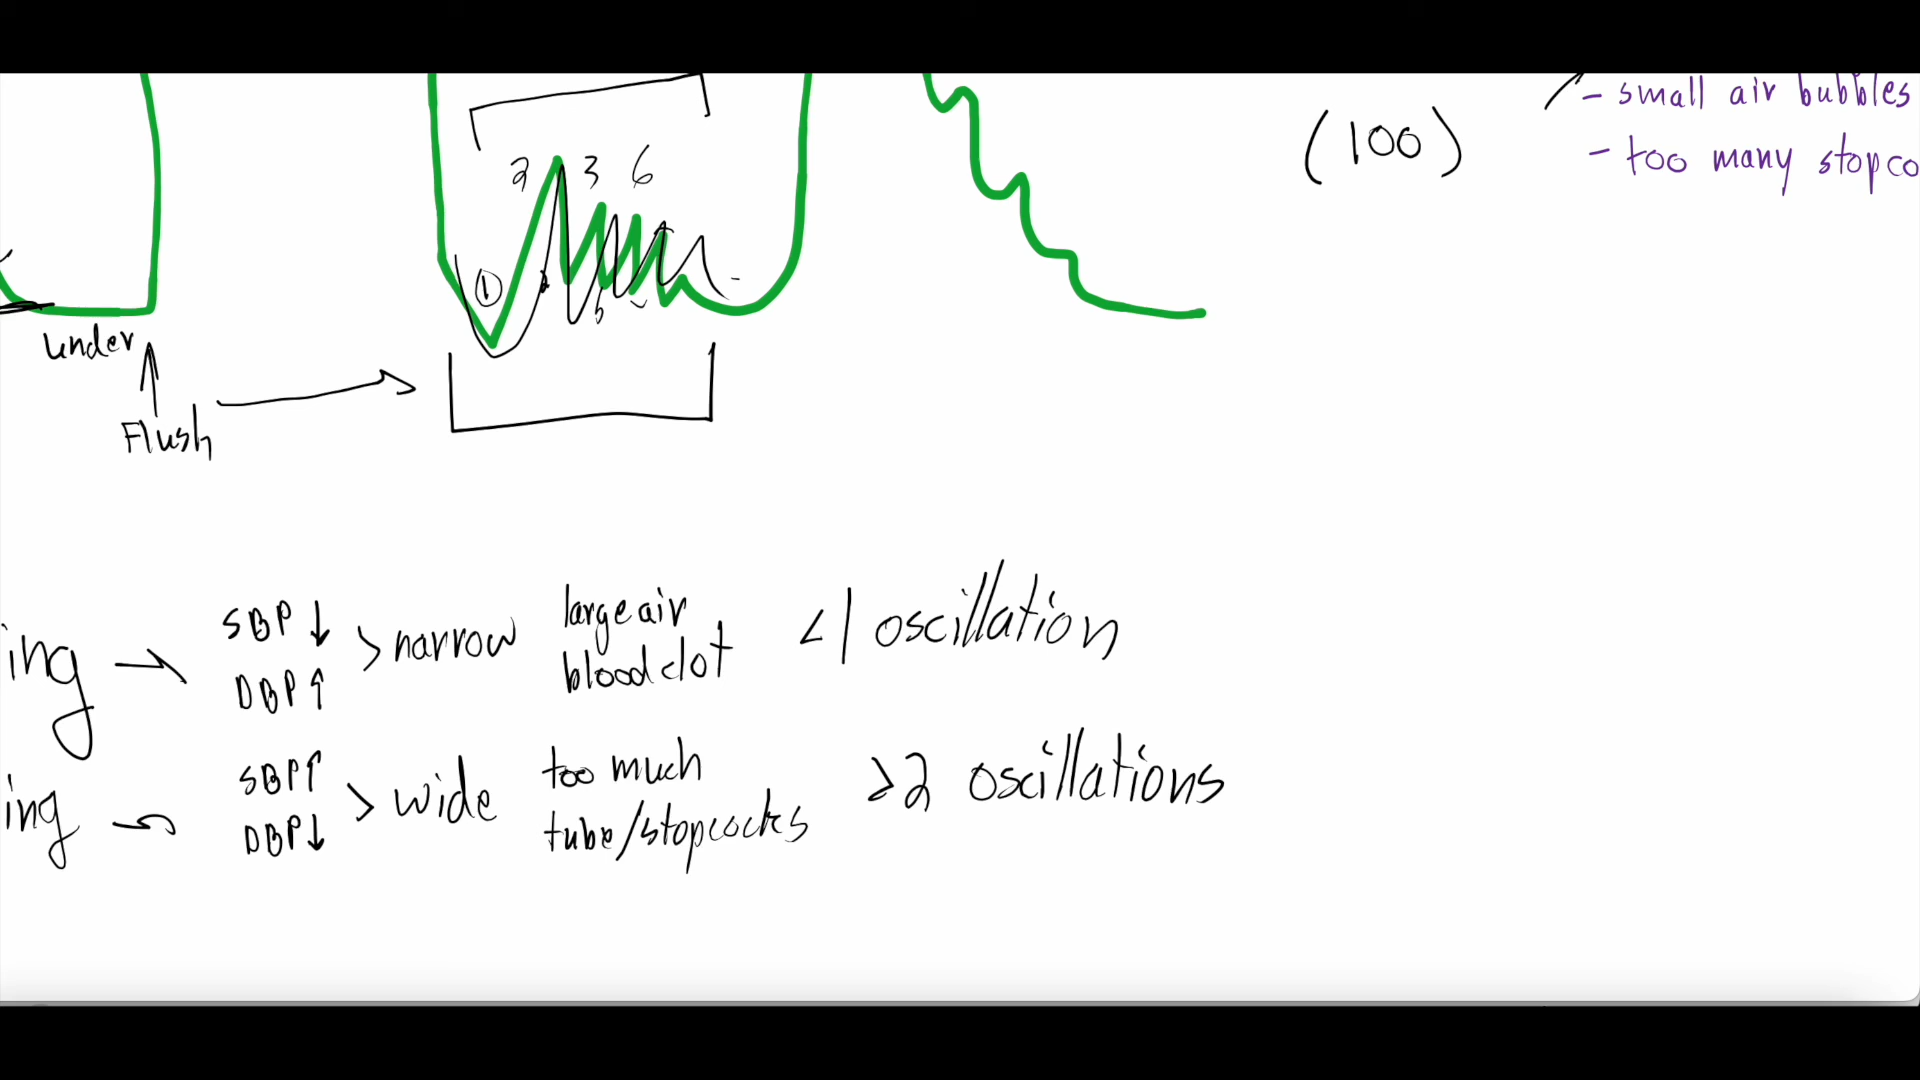 - small air bubbles
(100)
- too many stopco
2 3 6
1
under
Flush
ing → SBP ↓ > narrow large air <1 oscillation
DBP ↑ blood clot
ing SBP ↑ > wide too much >2 oscillations
DBP ↓ tube/stopcocks